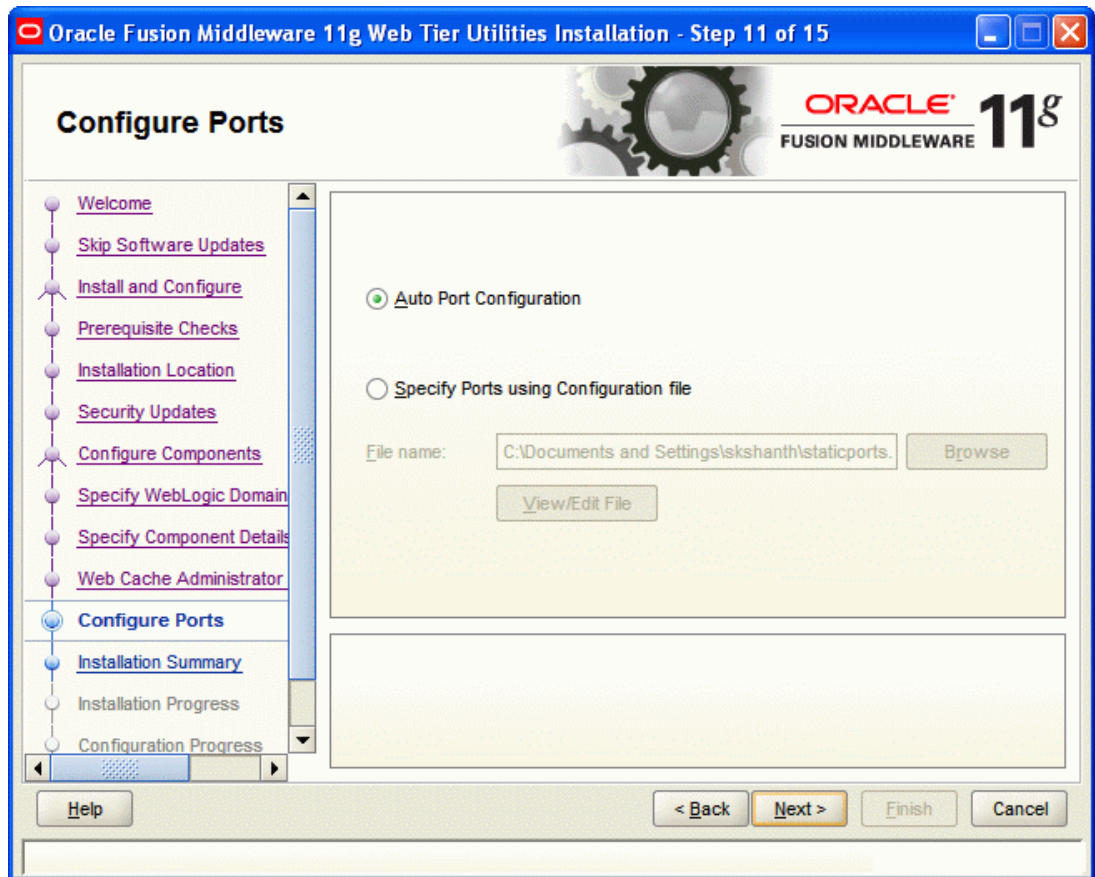 Oracle Fusion Middleware 11g Web Tier Utilities Installation - Step 11 of 15
Configure Ports
ORACLE
FUSION MIDDLEWARE
11g
Welcome
Skip Software Updates
Install and Configure
Prerequisite Checks
Installation Location
Security Updates
Configure Components
Specify WebLogic Domain
Specify Component Details
Web Cache Administrator
Configure Ports
Installation Summary
Installation Progress
Configuration Progress
Auto Port Configuration
Specify Ports using Configuration file
File name: C:\Documents and Settings\skshanth\staticports. Browse
View/Edit File
Help < Back Next > Finish Cancel